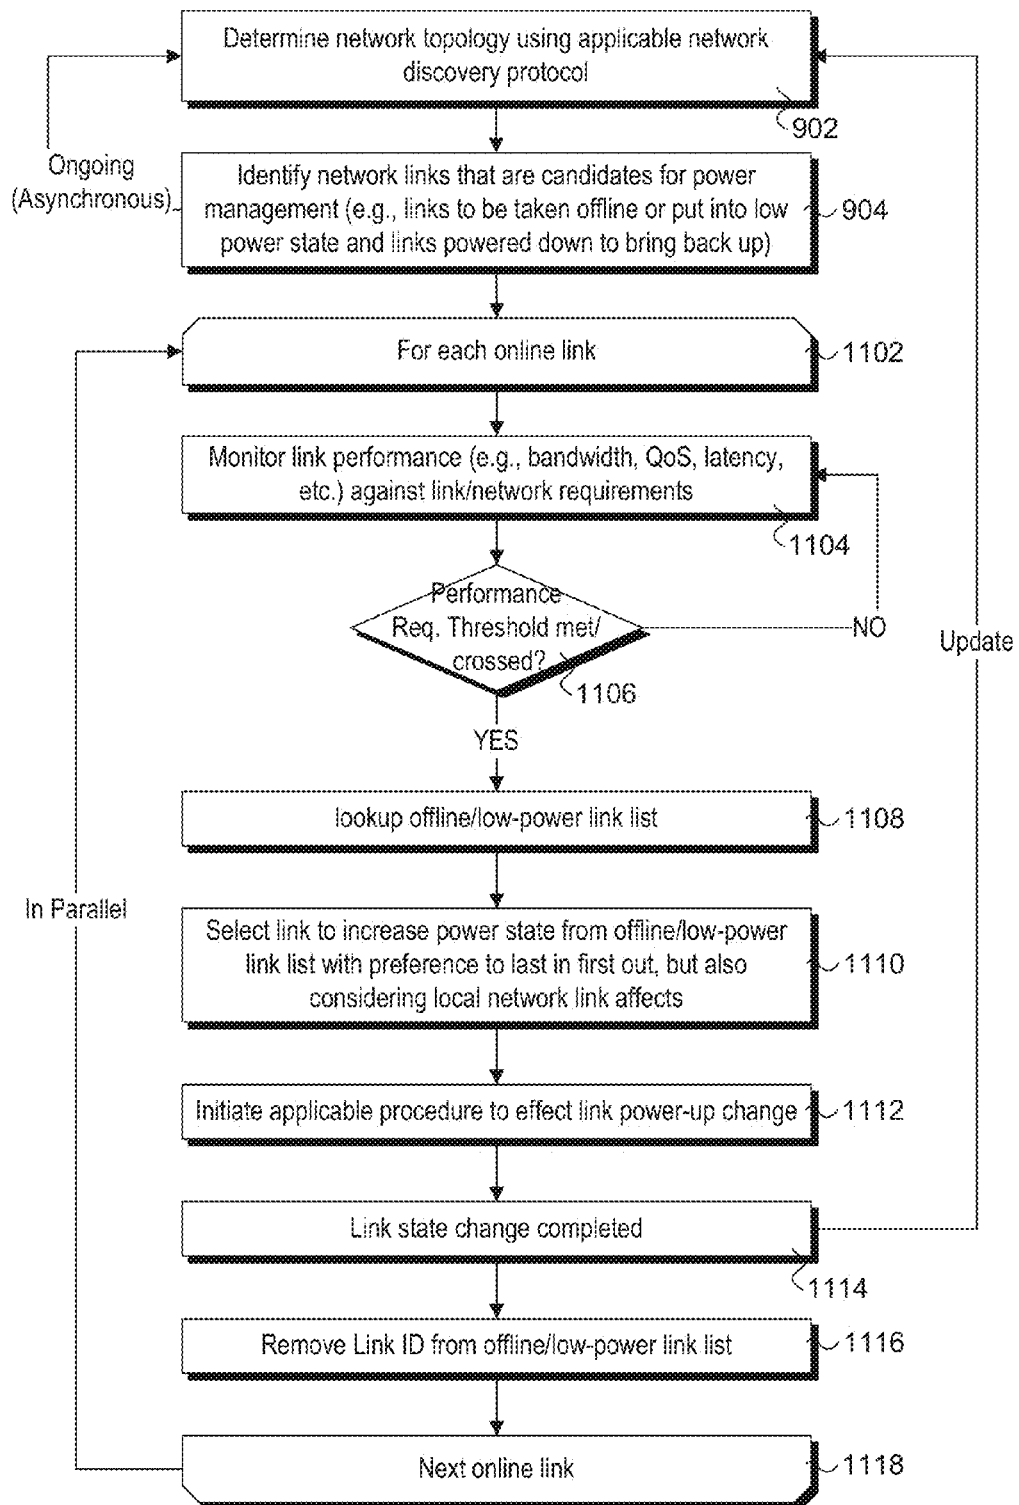 Determine network topology using applicable network
discovery protocol
902
Ongoing
(Asynchronous)
Identify network links that are candidates for power
management (e.g., links to be taken offline or put into low
power state and links powered down to bring back up)
904
For each online link
1102
Monitor link performance (e.g., bandwidth, QoS, latency,
etc.) against link/network requirements
1104
Performance
Req. Threshold met/
crossed?
1106
NO
Update
YES
lookup offline/low-power link list
1108
In Parallel
Select link to increase power state from offline/low-power
link list with preference to last in first out, but also
considering local network link affects
1110
Initiate applicable procedure to effect link power-up change
1112
Link state change completed
1114
Remove Link ID from offline/low-power link list
1116
Next online link
1118